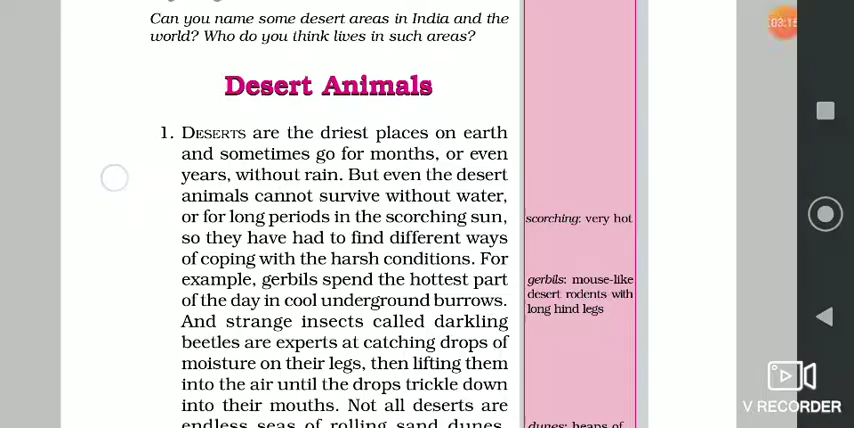 Can you name some desert areas in India and the
world? Who do you think lives in such areas?
Desert Animals
1. DESERTS are the driest places on earth
and sometimes go for months, or even
years, without rain. But even the desert
animals cannot survive without water,
or for long periods in the scorching sun,
so they have had to find different ways
of coping with the harsh conditions. For
example, gerbils spend the hottest part
of the day in cool underground burrows.
And strange insects called darkling
beetles are experts at catching drops of
moisture on their legs, then lifting them
into the air until the drops trickle down
into their mouths. Not all deserts are
endless seas of rolling sand dunes.
scorching: very hot
gerbils: mouse-like
desert rodents with
long hind legs
dunes: heaps of
03:15
V RECORDER